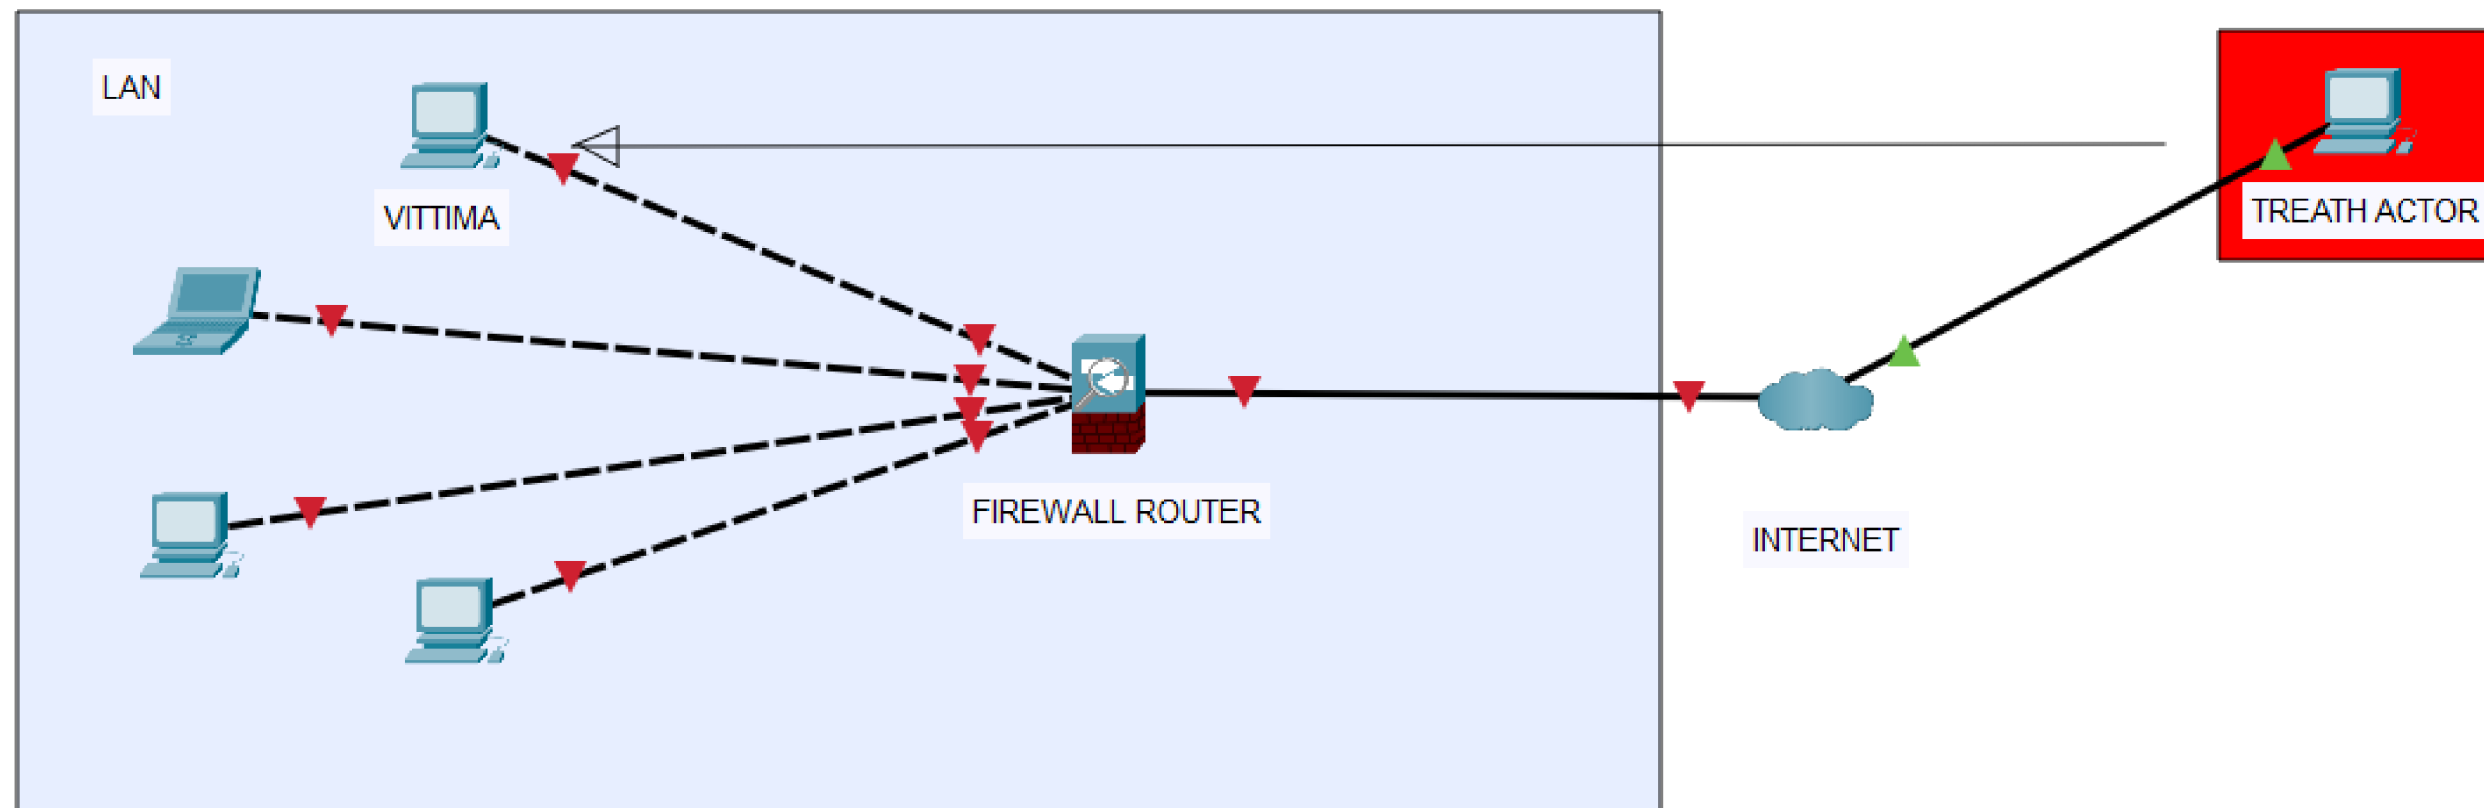 LAN
VITTIMA
TREATH ACTOR
FIREWALL ROUTER
INTERNET